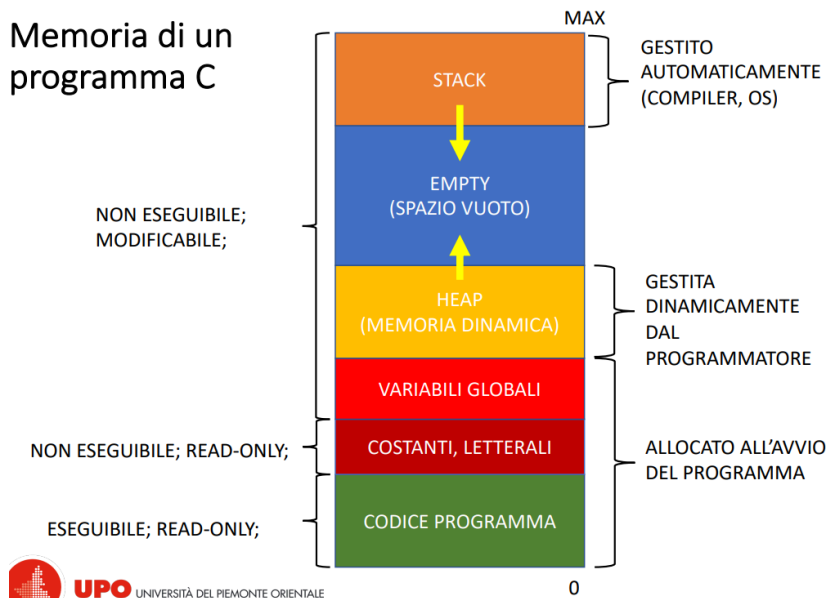 Memoria di un
programma C
MAX
STACK
GESTITO
AUTOMATICAMENTE
(COMPILER, OS)
EMPTY
(SPAZIO VUOTO)
NON ESEGUIBILE;
MODIFICABILE;
HEAP
(MEMORIA DINAMICA)
GESTITA
DINAMICAMENTE
DAL
PROGRAMMATORE
VARIABILI GLOBALI
NON ESEGUIBILE; READ-ONLY;
COSTANTI, LETTERALI
ALLOCATO ALL’AVVIO
DEL PROGRAMMA
ESEGUIBILE; READ-ONLY;
CODICE PROGRAMMA
0
UPO UNIVERSITÀ DEL PIEMONTE ORIENTALE